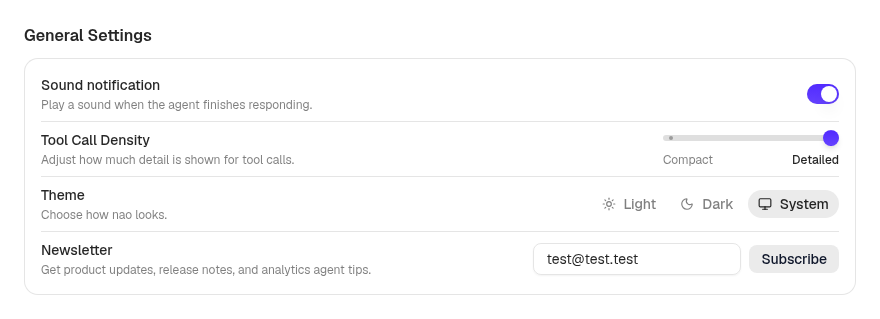 General Settings
Sound notification
Play a sound when the agent finishes responding.
Tool Call Density
Adjust how much detail is shown for tool calls.
Compact
Detailed
Theme
Choose how nao looks.
Light
Dark
System
Newsletter
Get product updates, release notes, and analytics agent tips.
test@test.test
Subscribe